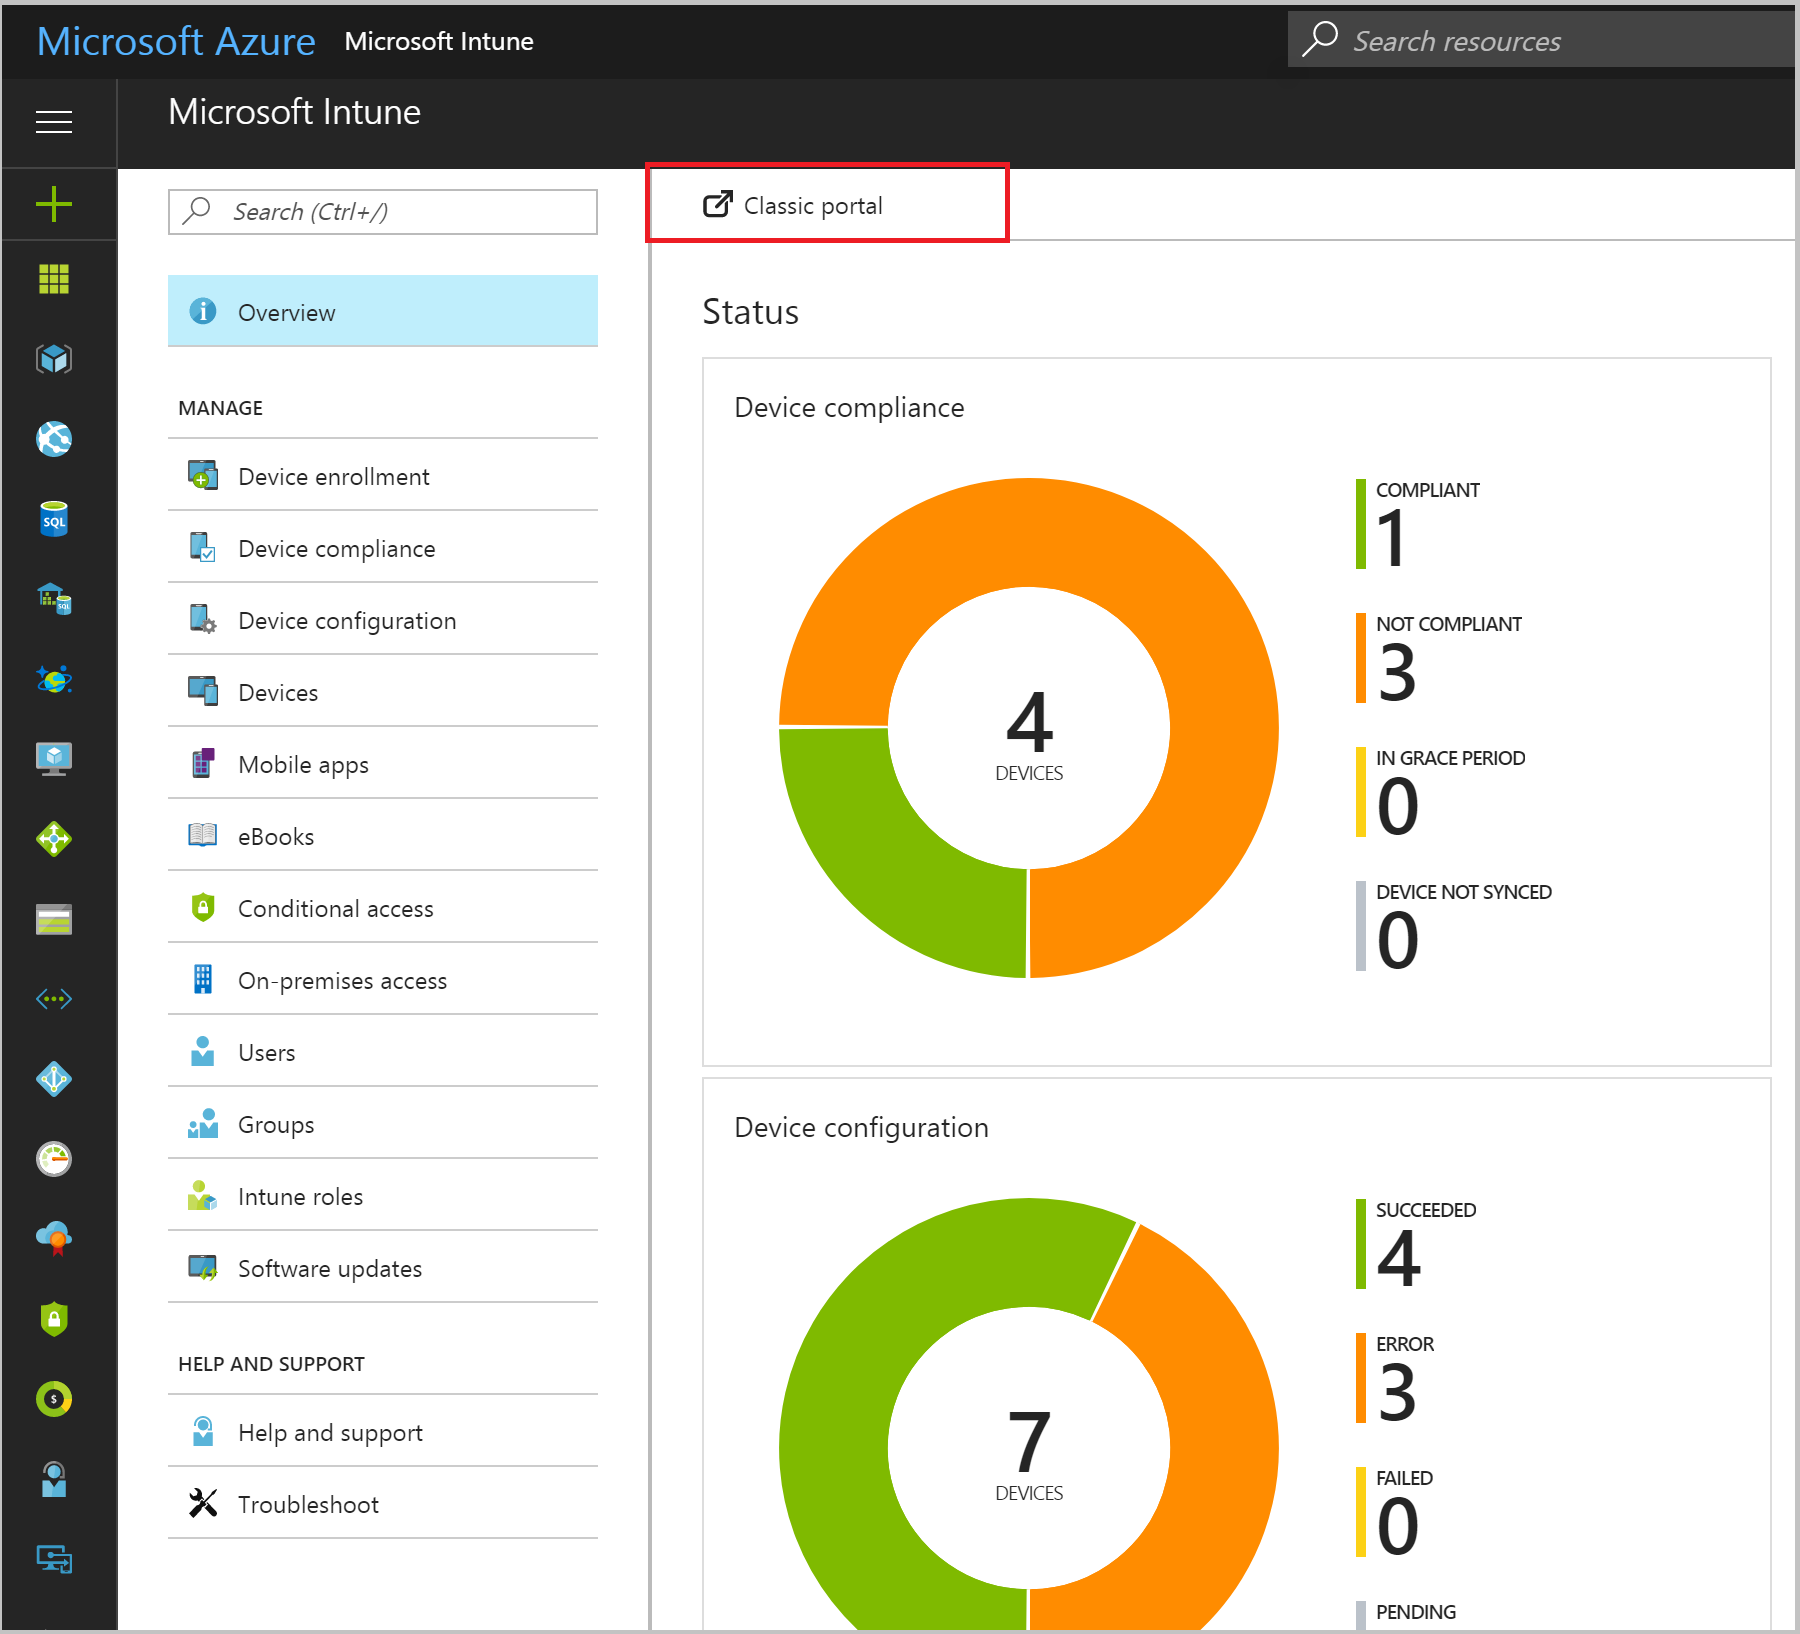 Microsoft Azure Microsoft Intune
Search resources
Microsoft Intune
Search (Ctrl+/)
Classic portal
Overview
MANAGE
Device enrollment
Device compliance
Device configuration
Devices
Mobile apps
eBooks
Conditional access
On-premises access
Users
Groups
Intune roles
Software updates
HELP AND SUPPORT
Help and support
Troubleshoot
Status
Device compliance
4
DEVICES
COMPLIANT
1
NOT COMPLIANT
3
IN GRACE PERIOD
0
DEVICE NOT SYNCED
0
Device configuration
7
DEVICES
SUCCEEDED
4
ERROR
3
FAILED
0
PENDING
SQL
SQL
$